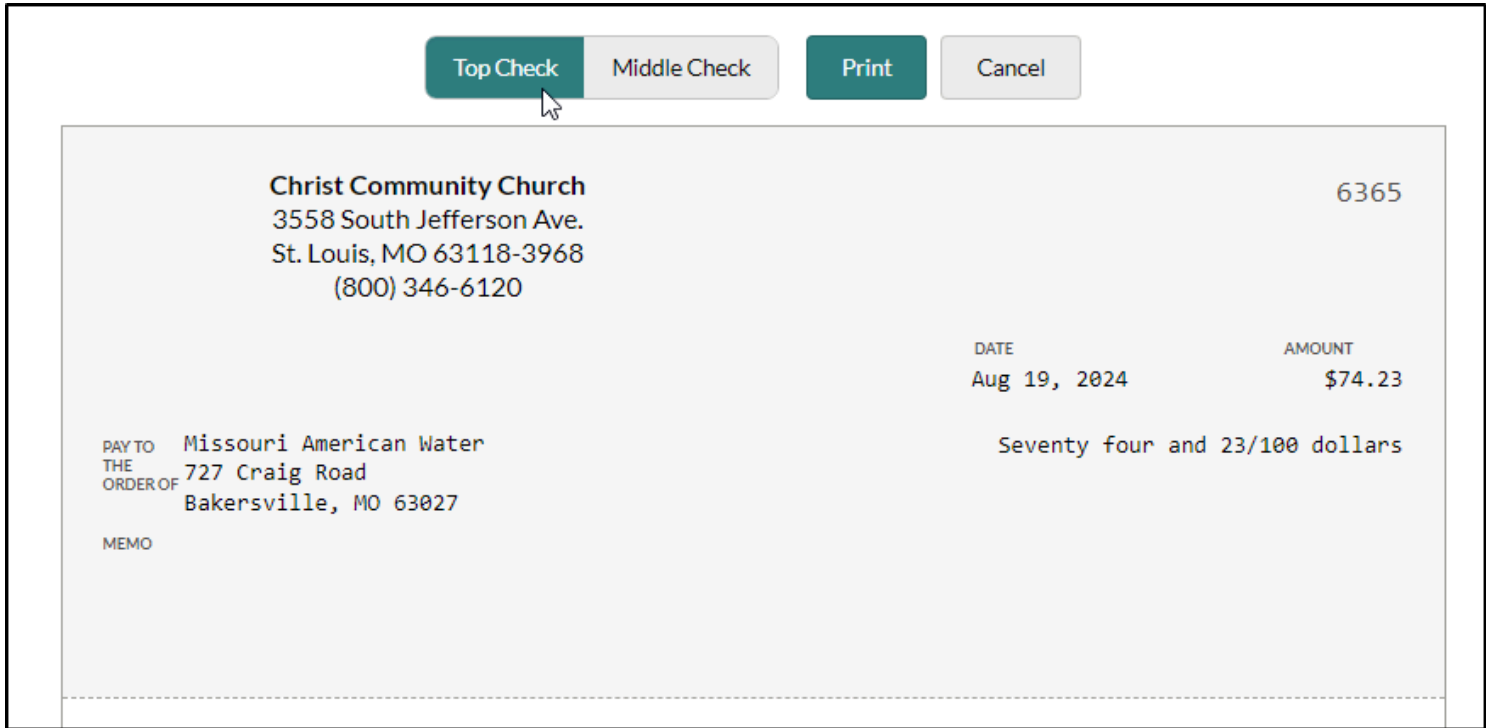 Top Check Middle Check Print Cancel
Christ Community Church
6365
3558 South Jefferson Ave.
St. Louis, MO 63118-3968
(800) 346-6120
DATE AMOUNT
Aug 19, 2024 $74.23
PAY TO THE ORDER OF
Missouri American Water
727 Craig Road
Bakersville, MO 63027
Seventy four and 23/100 dollars
MEMO